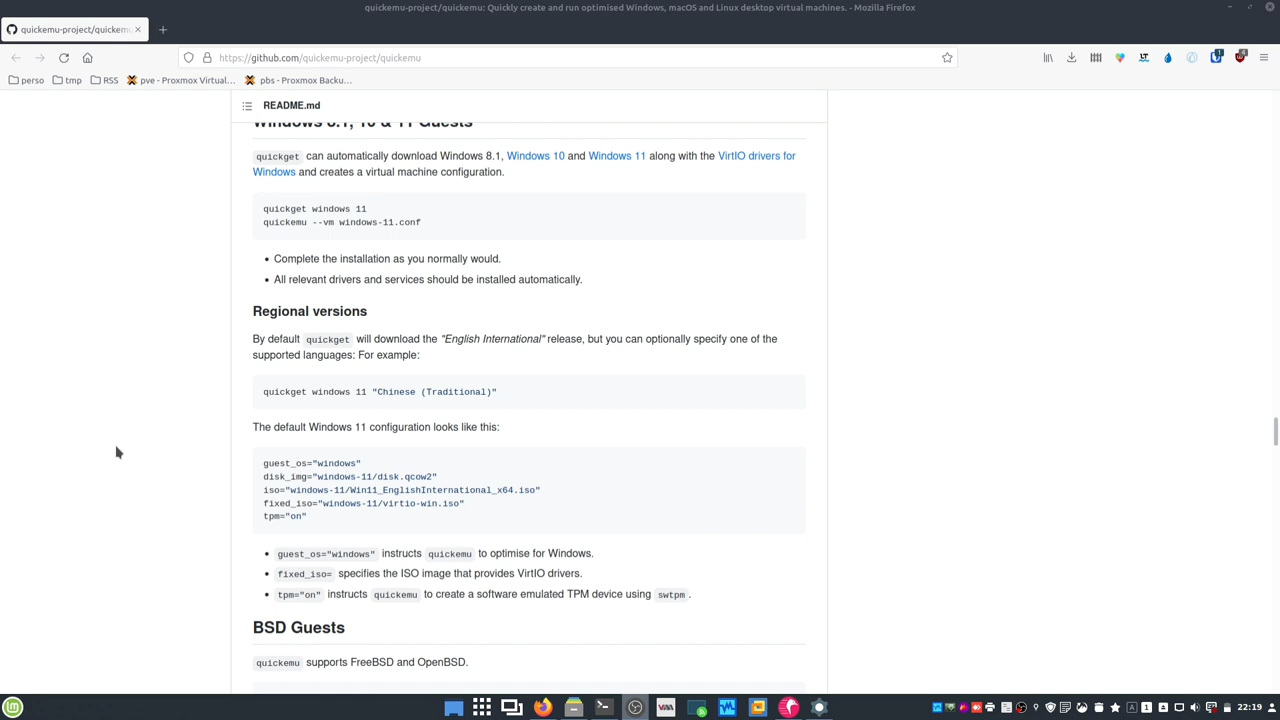 quickemu-project/quickemu: Quickly create and run optimised Windows, macOS and Linux desktop virtual machines. - Mozilla Firefox
quickemu-project/quickemu
https://github.com/quickemu-project/quickemu
perso tmp RSS pve - Proxmox Virtual… pbs - Proxmox Backu…
README.md
Windows 8.1, 10 & 11 Guests
quickget can automatically download Windows 8.1, Windows 10 and Windows 11 along with the VirtIO drivers for
Windows and creates a virtual machine configuration.
quickget windows 11
quickemu --vm windows-11.conf
• Complete the installation as you normally would.
• All relevant drivers and services should be installed automatically.
Regional versions
By default quickget will download the "English International" release, but you can optionally specify one of the
supported languages: For example:
quickget windows 11 "Chinese (Traditional)"
The default Windows 11 configuration looks like this:
guest_os="windows"
disk_img="windows-11/disk.qcow2"
iso="windows-11/Win11_EnglishInternational_x64.iso"
fixed_iso="windows-11/virtio-win.iso"
tpm="on"
• guest_os="windows" instructs quickemu to optimise for Windows.
• fixed_iso= specifies the ISO image that provides VirtIO drivers.
• tpm="on" instructs quickemu to create a software emulated TPM device using swtpm.
BSD Guests
quickemu supports FreeBSD and OpenBSD.
22:19